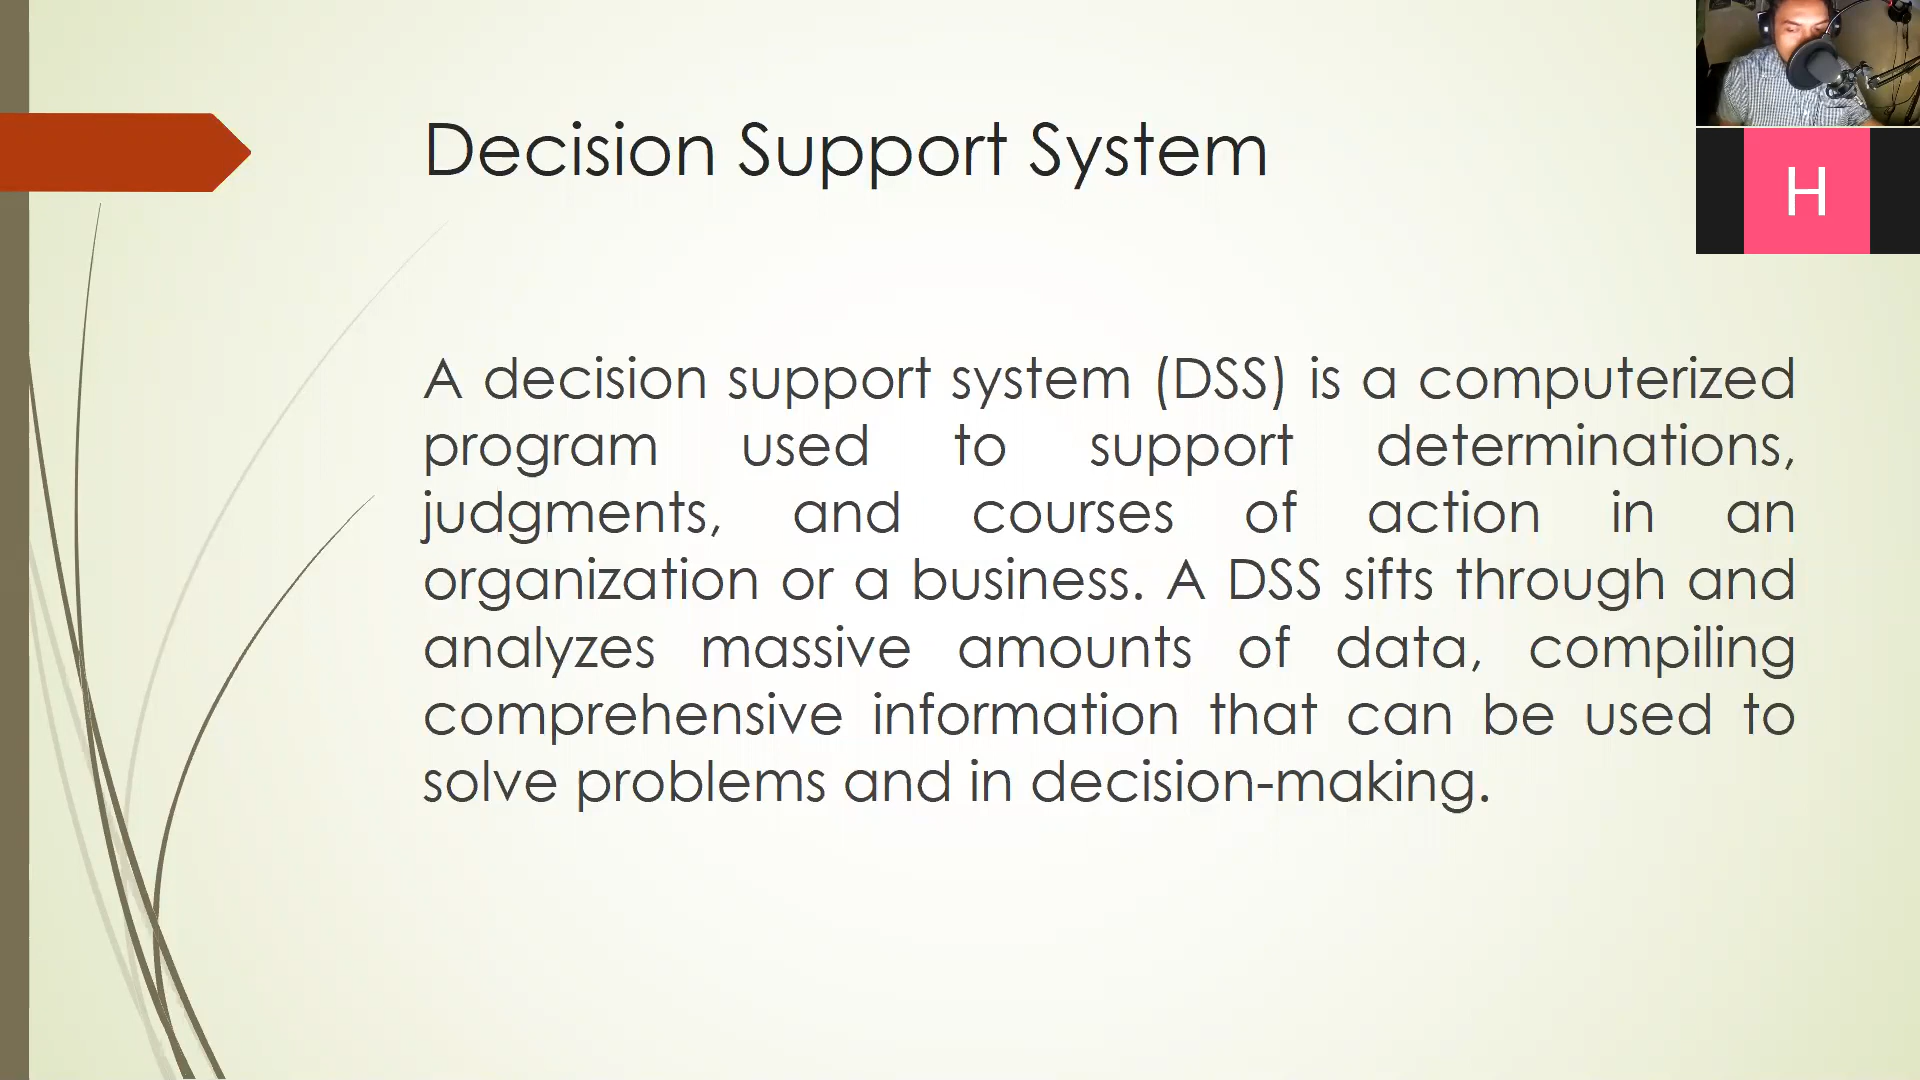 Decision Support System
H
A decision support system (DSS) is a computerized
program used to support determinations,
judgments, and courses of action in an
organization or a business. A DSS sifts through and
analyzes massive amounts of data, compiling
comprehensive information that can be used to
solve problems and in decision-making.